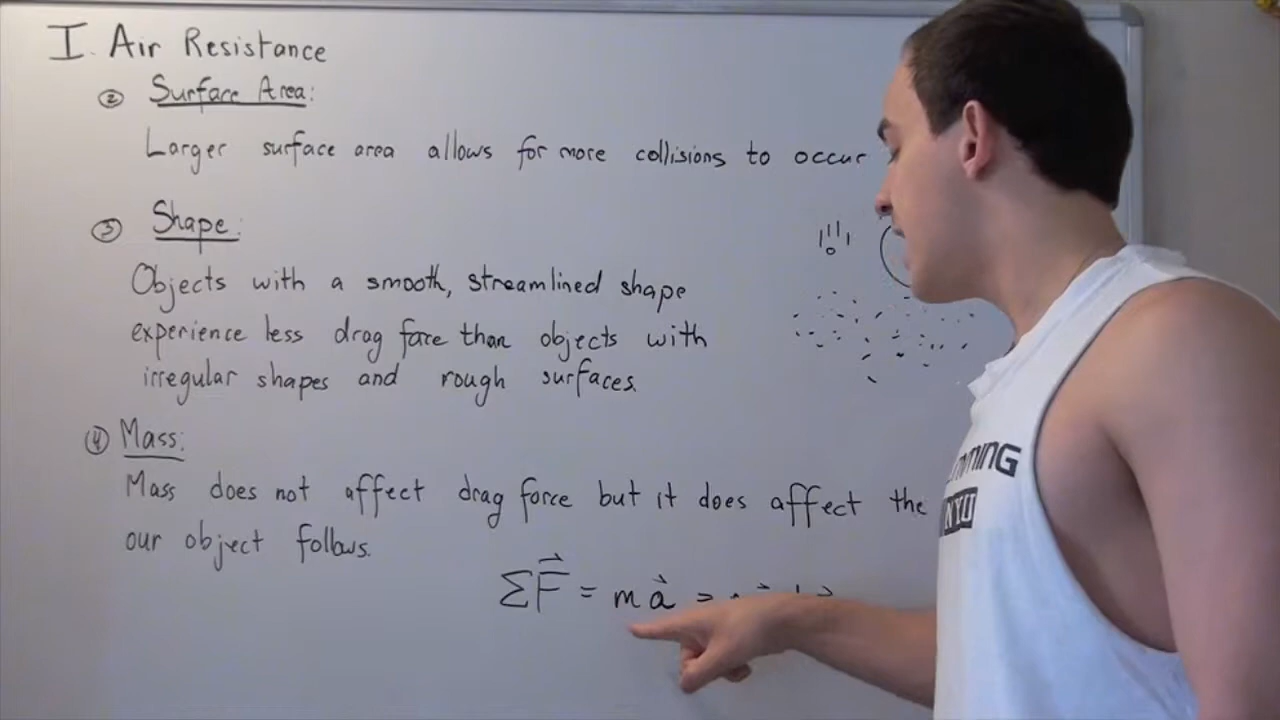 I. Air Resistance
② Surface Area:
Larger surface area allows for more collisions to occur
③ Shape:
Objects with a smooth, streamlined shape
experience less drag force than objects with
irregular shapes and rough surfaces.
④ Mass:
Mass does not affect drag force but it does affect the
our object follows.
ΣF⃗ = ma⃗ =
NYU